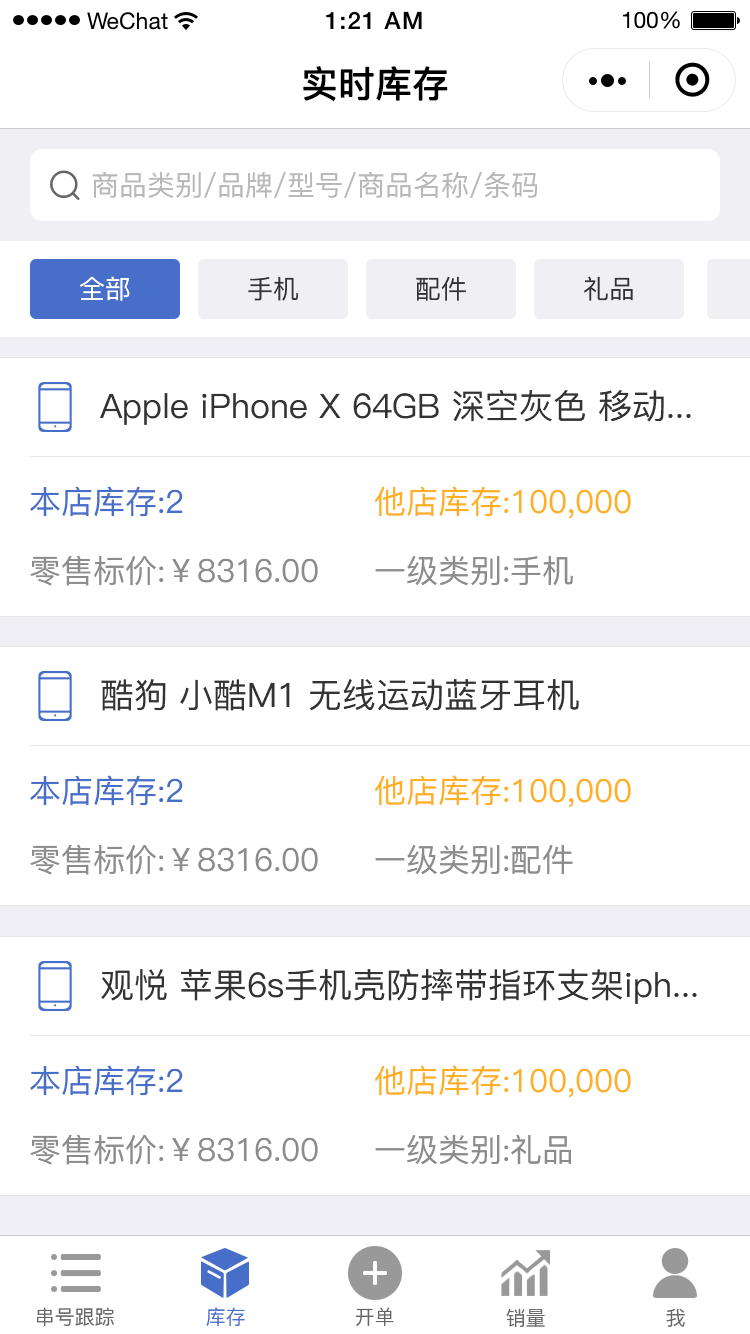 WeChat 1:21 AM 100%
实时库存
商品类别/品牌/型号/商品名称/条码
全部 手机 配件 礼品
Apple iPhone X 64GB 深空灰色 移动...
本店库存:2 他店库存:100,000
零售标价:￥8316.00 一级类别:手机
酷狗 小酷M1 无线运动蓝牙耳机
本店库存:2 他店库存:100,000
零售标价:￥8316.00 一级类别:配件
观悦 苹果6s手机壳防摔带指环支架iph...
本店库存:2 他店库存:100,000
零售标价:￥8316.00 一级类别:礼品
串号跟踪 库存 开单 销量 我